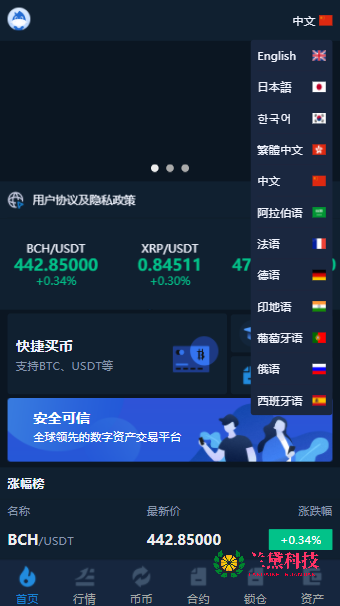 中文
English
日本語
한국어
繁體中文
中文
阿拉伯语
法语
德语
印地语
葡萄牙语
俄语
西班牙语
用户协议及隐私政策
BCH/USDT
442.85000
+0.34%
XRP/USDT
0.84511
+0.30%
47
快捷买币
支持BTC、USDT等
安全可信
全球领先的数字资产交易平台
涨幅榜
名称 最新价 涨跌幅
BCH/USDT 442.85000 +0.34%
兰黛科技
首页 行情 币币 合约 锁仓 资产